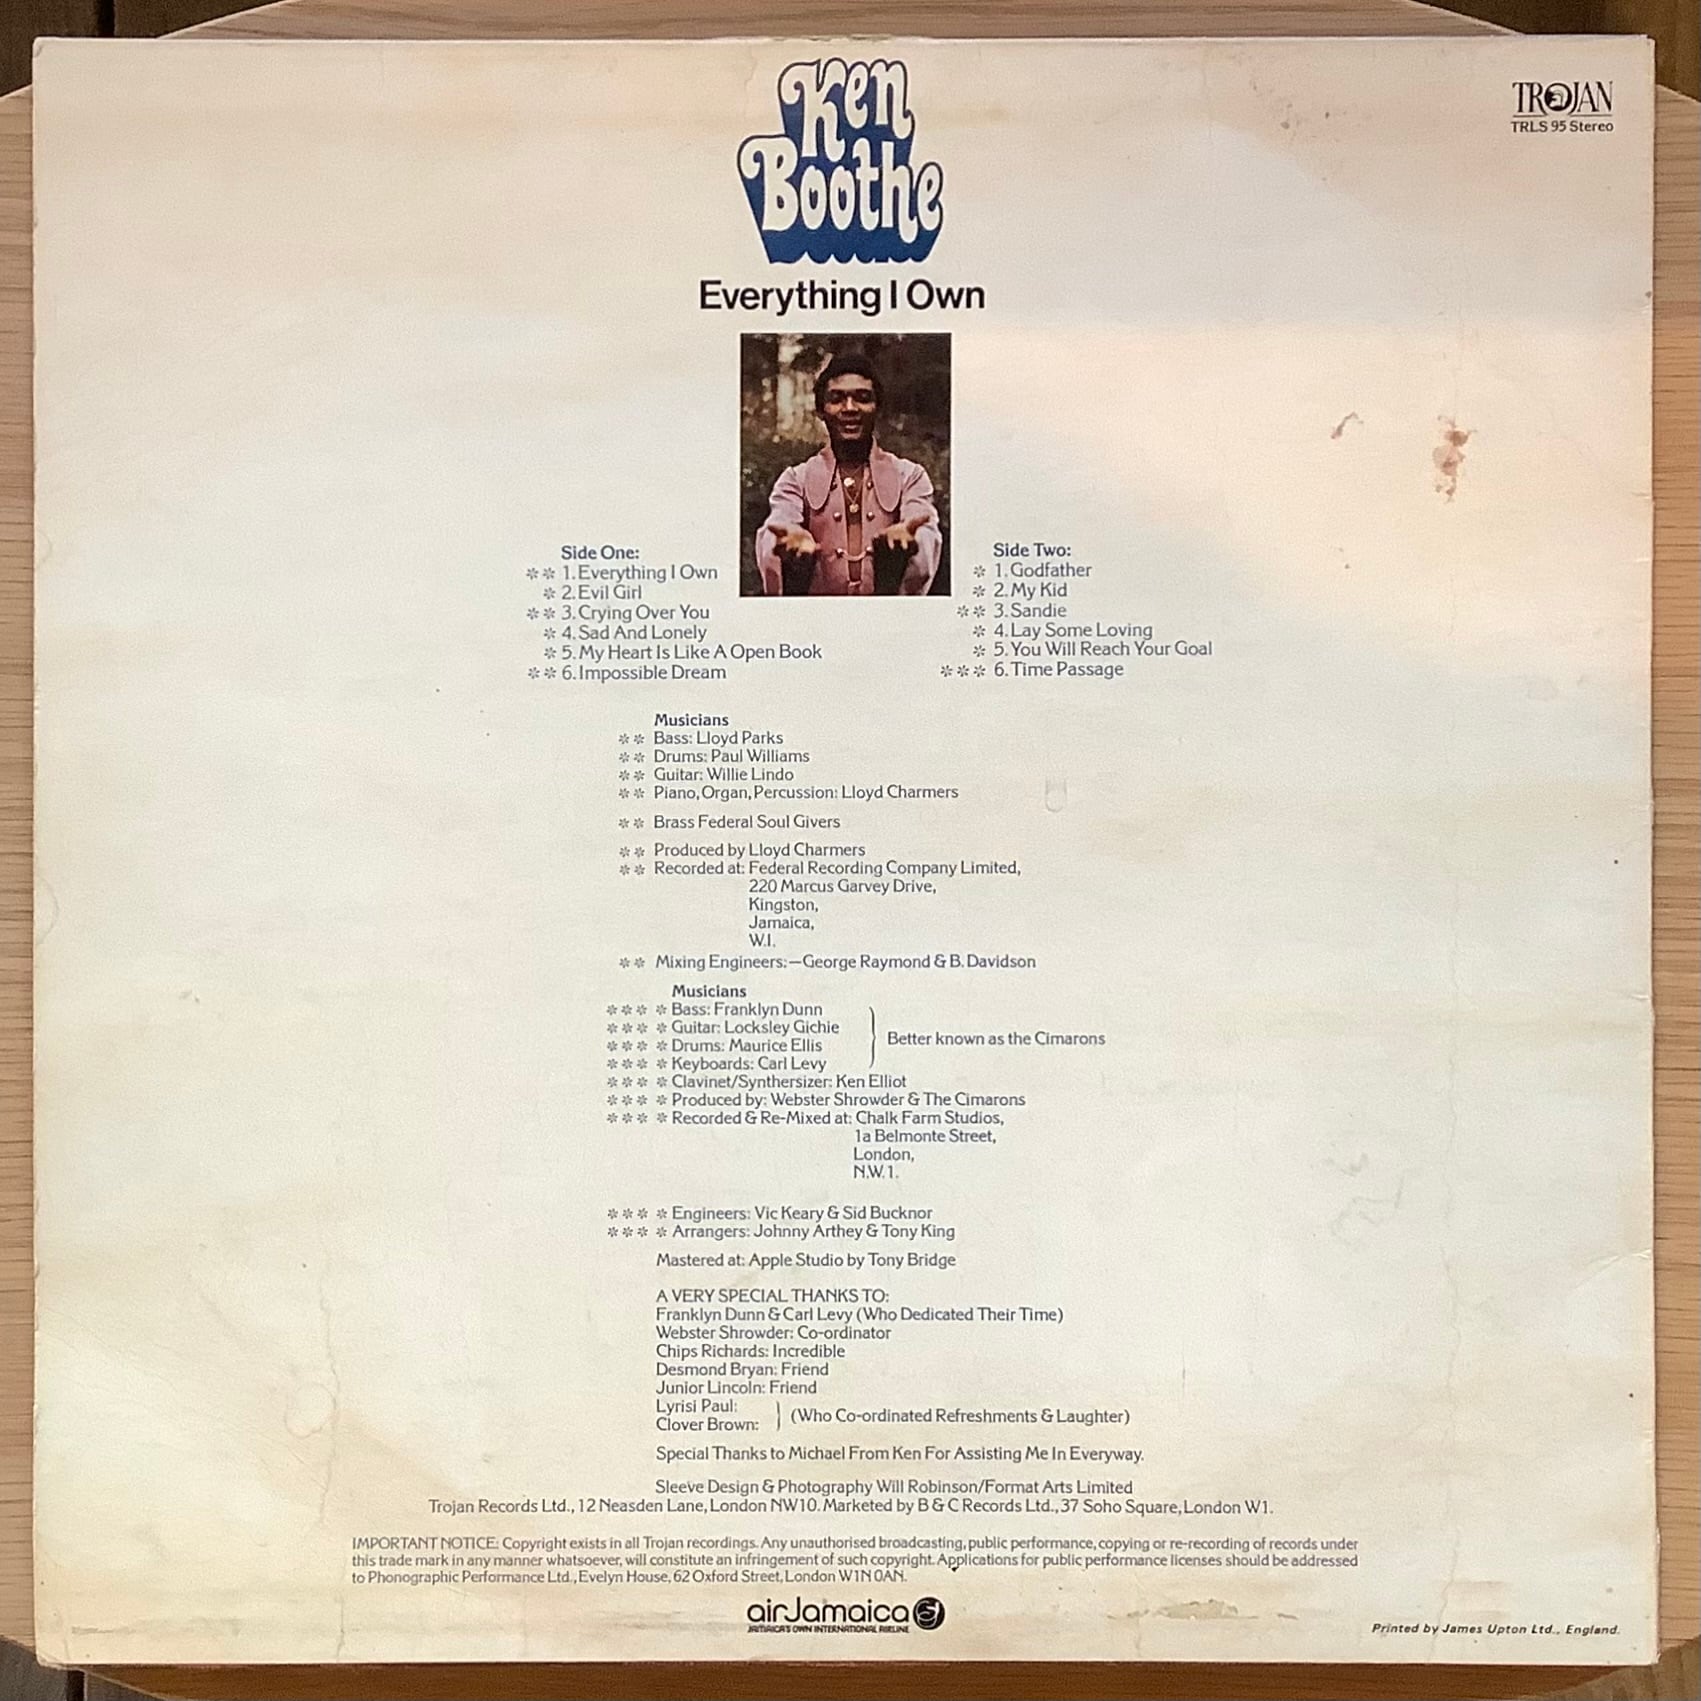 Ken
Boothe
TROJAN
TRLS 95 Stereo
Everything I Own
Side One:
** 1. Everything I Own
* 2. Evil Girl
** 3. Crying Over You
* 4. Sad And Lonely
* 5. My Heart Is Like A Open Book
** 6. Impossible Dream
Side Two:
* 1. Godfather
* 2. My Kid
** 3. Sandie
* 4. Lay Some Loving
* 5. You Will Reach Your Goal
*** 6. Time Passage
Musicians
** Bass: Lloyd Parks
** Drums: Paul Williams
** Guitar: Willie Lindo
** Piano, Organ, Percussion: Lloyd Charmers
** Brass Federal Soul Givers
** Produced by Lloyd Charmers
** Recorded at: Federal Recording Company Limited,
220 Marcus Garvey Drive,
Kingston,
Jamaica,
W.I.
** Mixing Engineers:—George Raymond & B. Davidson
Musicians
*** * Bass: Franklyn Dunn
*** * Guitar: Locksley Gichie
*** * Drums: Maurice Ellis
*** * Keyboards: Carl Levy
Better known as the Cimarons
*** * Clavinet/Synthersizer: Ken Elliot
*** * Produced by: Webster Shrowder & The Cimarons
*** * Recorded & Re-Mixed at: Chalk Farm Studios,
1a Belmonte Street,
London,
N.W.1.
*** * Engineers: Vic Keary & Sid Bucknor
*** * Arrangers: Johnny Arthey & Tony King
Mastered at: Apple Studio by Tony Bridge
A VERY SPECIAL THANKS TO:
Franklyn Dunn & Carl Levy (Who Dedicated Their Time)
Webster Shrowder: Co-ordinator
Chips Richards: Incredible
Desmond Bryan: Friend
Junior Lincoln: Friend
Lyrisi Paul:
Clover Brown:
(Who Co-ordinated Refreshments & Laughter)
Special Thanks to Michael From Ken For Assisting Me In Everyway.
Sleeve Design & Photography Will Robinson/Format Arts Limited
Trojan Records Ltd., 12 Neasden Lane, London NW10. Marketed by B & C Records Ltd., 37 Soho Square, London W1.
IMPORTANT NOTICE: Copyright exists in all Trojan recordings. Any unauthorised broadcasting, public performance, copying or re-recording of records under
this trade mark in any manner whatsoever, will constitute an infringement of such copyright. Applications for public performance licenses should be addressed
to Phonographic Performance Ltd., Evelyn House, 62 Oxford Street, London W1N 0AN.
airJamaica
JAMAICA'S OWN INTERNATIONAL AIRLINE
Printed by James Upton Ltd., England.